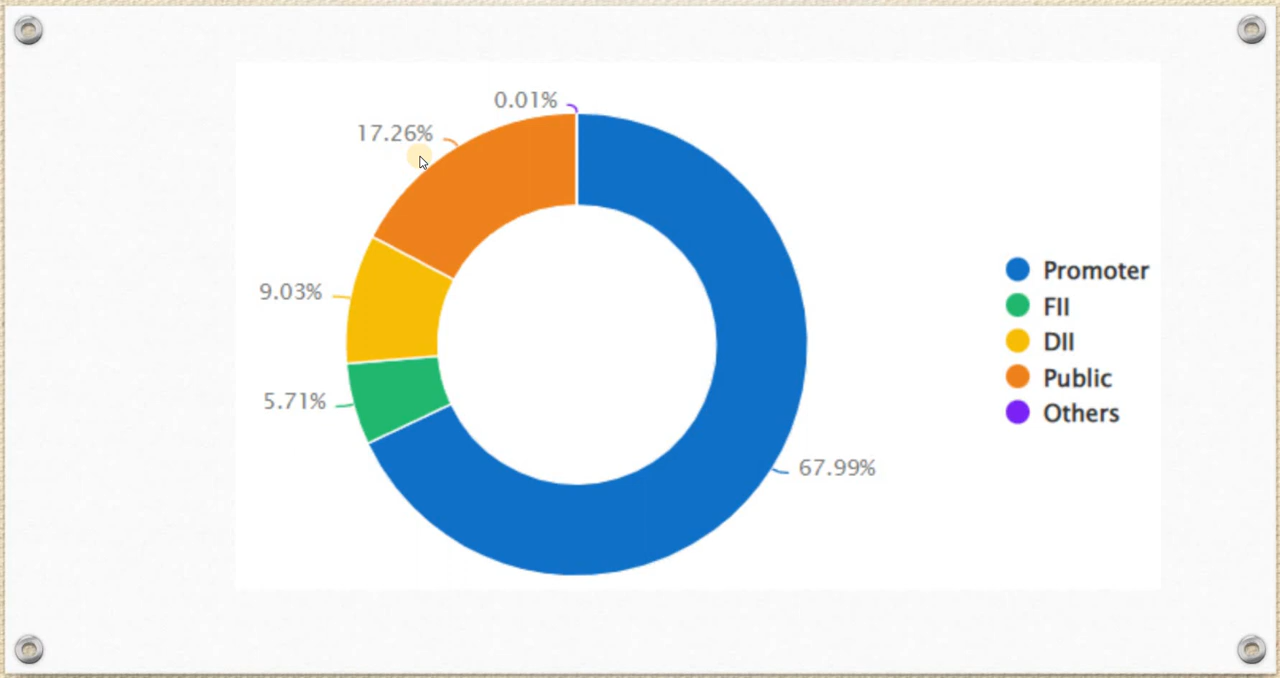 0.01%
17.26%
9.03%
5.71%
67.99%
Promoter
FII
DII
Public
Others